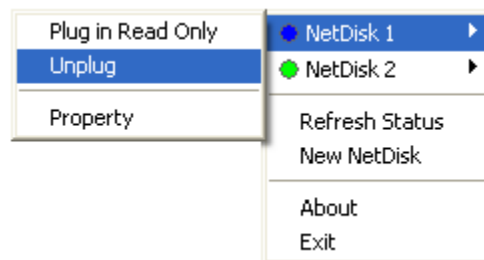 Plug in Read Only
Unplug
Property
NetDisk 1
NetDisk 2
Refresh Status
New NetDisk
About
Exit